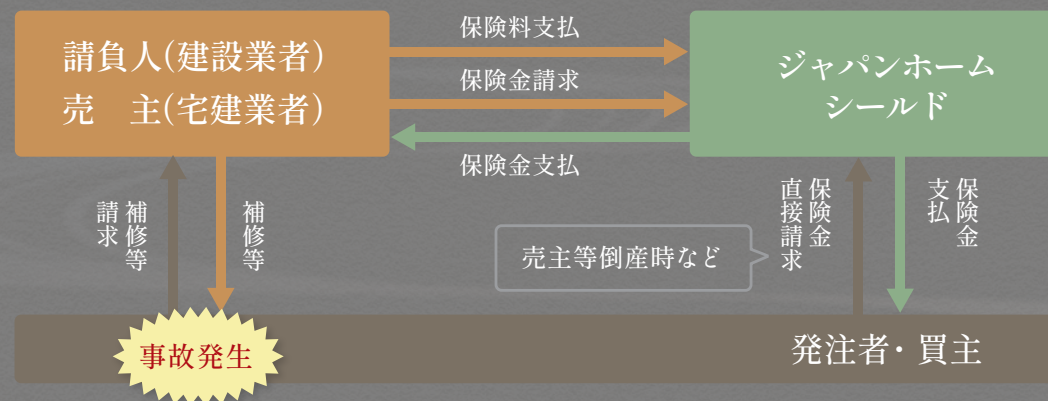 請負人(建設業者)
売　主(宅建業者)
保険料支払
保険金請求
保険金支払
ジャパンホーム
シールド
補修等
請求
補修等
売主等倒産時など
保険金
直接請求
保険金
支払
事故発生
発注者・買主